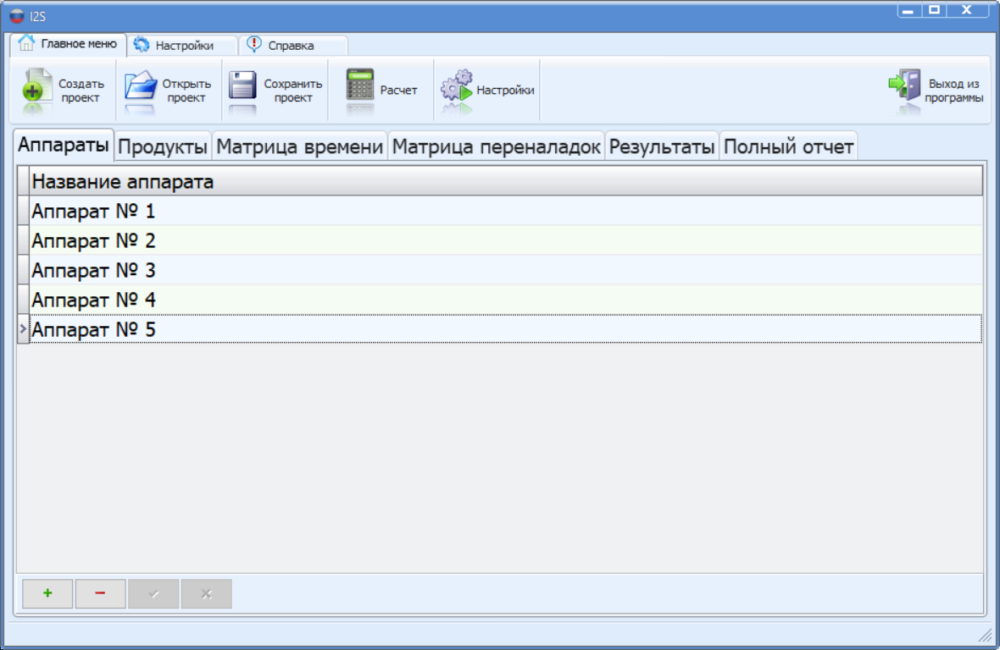 I2S
Главное меню
Настройки
Справка
Создать
проект
Открыть
проект
Сохранить
проект
Расчет
Настройки
Выход из
программы
Аппараты
Продукты
Матрица времени
Матрица переналадок
Результаты
Полный отчет
Название аппарата
Аппарат № 1
Аппарат № 2
Аппарат № 3
Аппарат № 4
Аппарат № 5